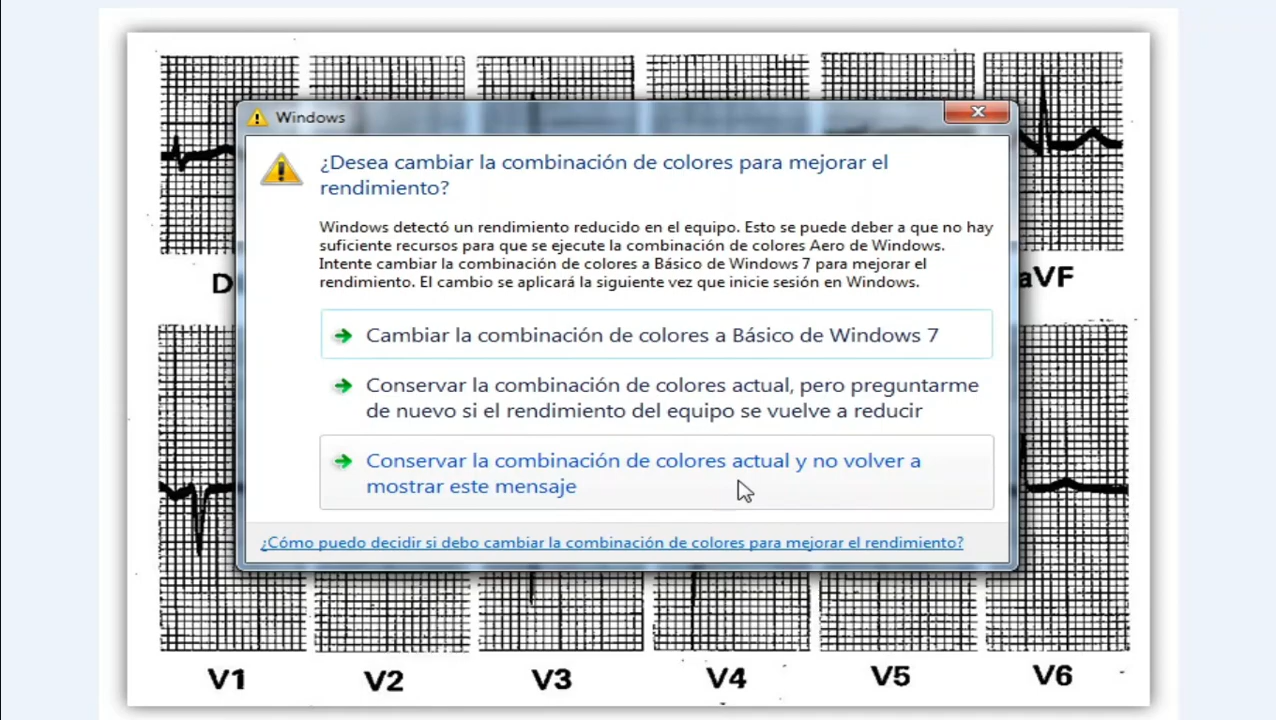 Windows
¿Desea cambiar la combinación de colores para mejorar el
rendimiento?
Windows detectó un rendimiento reducido en el equipo. Esto se puede deber a que no hay
suficiente recursos para que se ejecute la combinación de colores Aero de Windows.
Intente cambiar la combinación de colores a Básico de Windows 7 para mejorar el
rendimiento. El cambio se aplicará la siguiente vez que inicie sesión en Windows.
D
aVF
Cambiar la combinación de colores a Básico de Windows 7
Conservar la combinación de colores actual, pero preguntarme
de nuevo si el rendimiento del equipo se vuelve a reducir
Conservar la combinación de colores actual y no volver a
mostrar este mensaje
¿Cómo puedo decidir si debo cambiar la combinación de colores para mejorar el rendimiento?
V1 V2 V3 V4 V5 V6